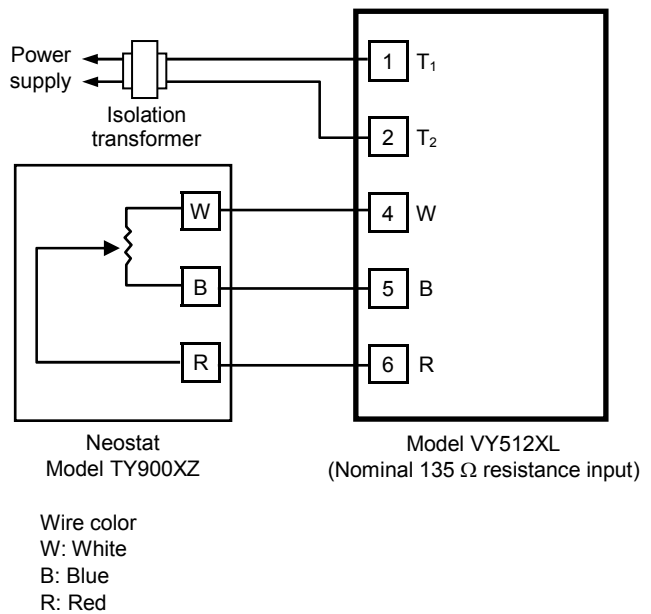 Power
supply
Isolation
transformer
1 T₁
2 T₂
W
4 W
B
5 B
R
6 R
Neostat
Model TY900XZ
Model VY512XL
(Nominal 135 Ω resistance input)
Wire color
W: White
B: Blue
R: Red